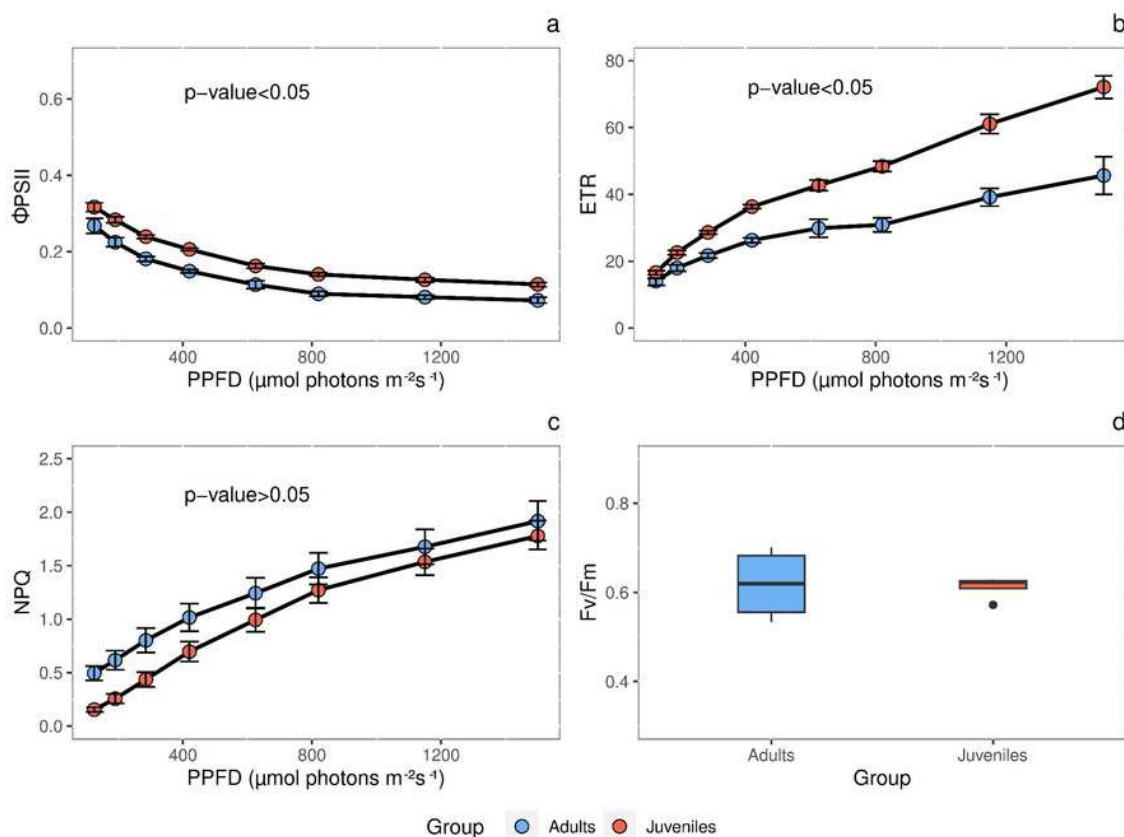 a
0.6
0.4
0.2
0.0
ΦPSII
p−value<0.05
400
800
1200
PPFD (μmol photons m⁻²s⁻¹)
b
80
60
40
20
0
ETR
p−value<0.05
400
800
1200
PPFD (μmol photons m⁻²s⁻¹)
c
2.5
2.0
1.5
1.0
0.5
0.0
NPQ
p−value>0.05
400
800
1200
PPFD (μmol photons m⁻²s⁻¹)
d
0.8
0.6
0.4
Fv/Fm
Adults
Juveniles
Group
Group Adults Juveniles